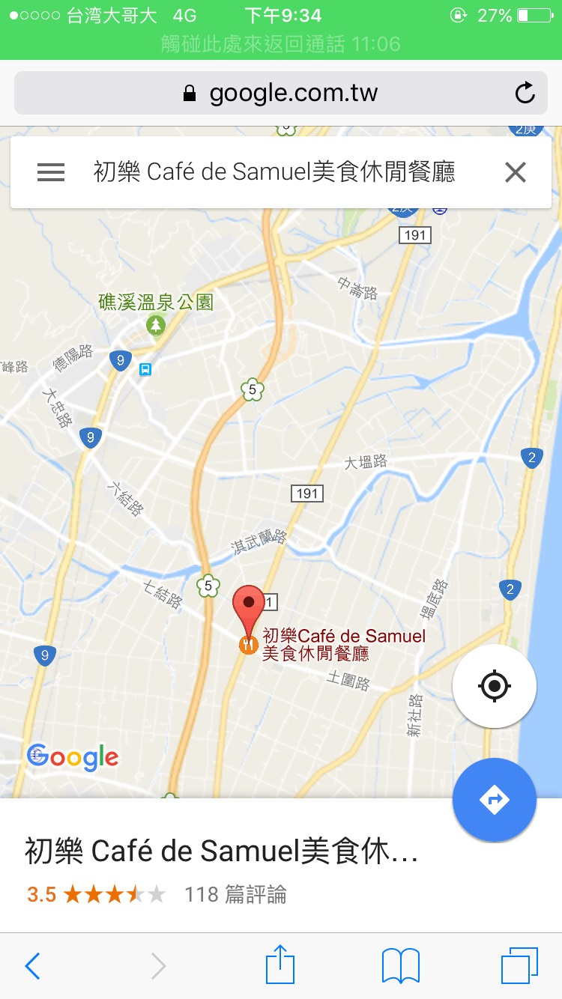 台湾大哥大 4G 下午9:34 27%
觸碰此處來返回通話 11:06
google.com.tw
2庚
初樂 Café de Samuel美食休閒餐廳
191
中崙路
礁溪溫泉公園
德陽路
9
峰路
5
大忠路
9
2
大塭路
六結路
191
淇武蘭路
5
七結路
2
塭底路
1
初樂Café de Samuel
美食休閒餐廳
9
土圍路
新社路
Google
初樂 Café de Samuel美食休…
3.5 118 篇評論